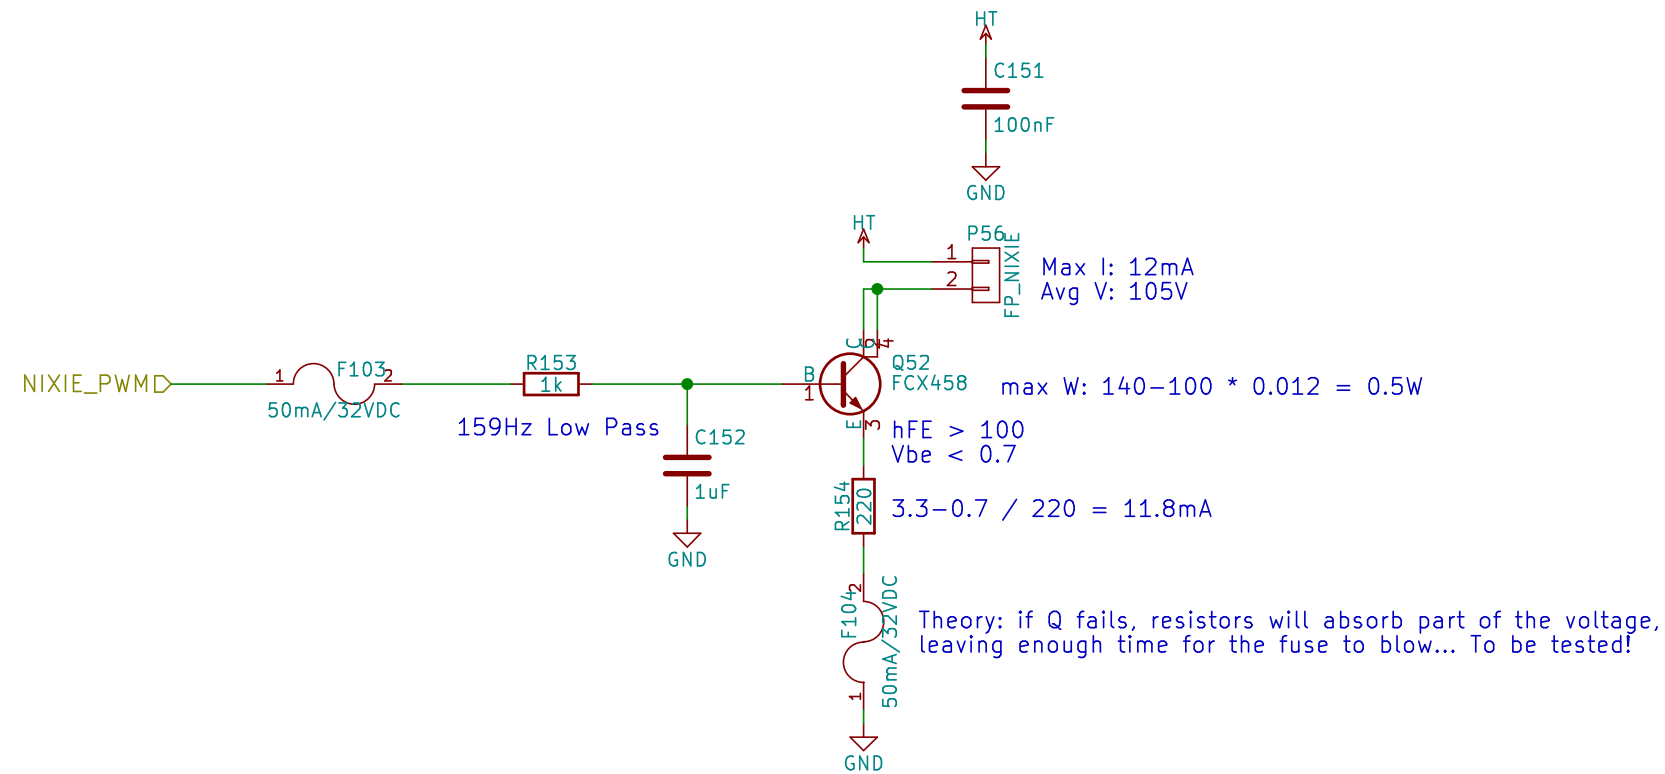 HT
C151
100nF
GND
HT
P56
FP_NIXIE
1
2
Max I: 12mA
Avg V: 105V
NIXIE_PWM
1
F103
2
50mA/32VDC
R153
1k
159Hz Low Pass
C152
1uF
GND
B
1
C
4
Q52
FCX458
max W: 140-100 * 0.012 = 0.5W
E
3
hFE > 100
Vbe < 0.7
R154
220
3.3-0.7 / 220 = 11.8mA
2
F104
50mA/32VDC
1
Theory: if Q fails, resistors will absorb part of the voltage,
leaving enough time for the fuse to blow... To be tested!
GND